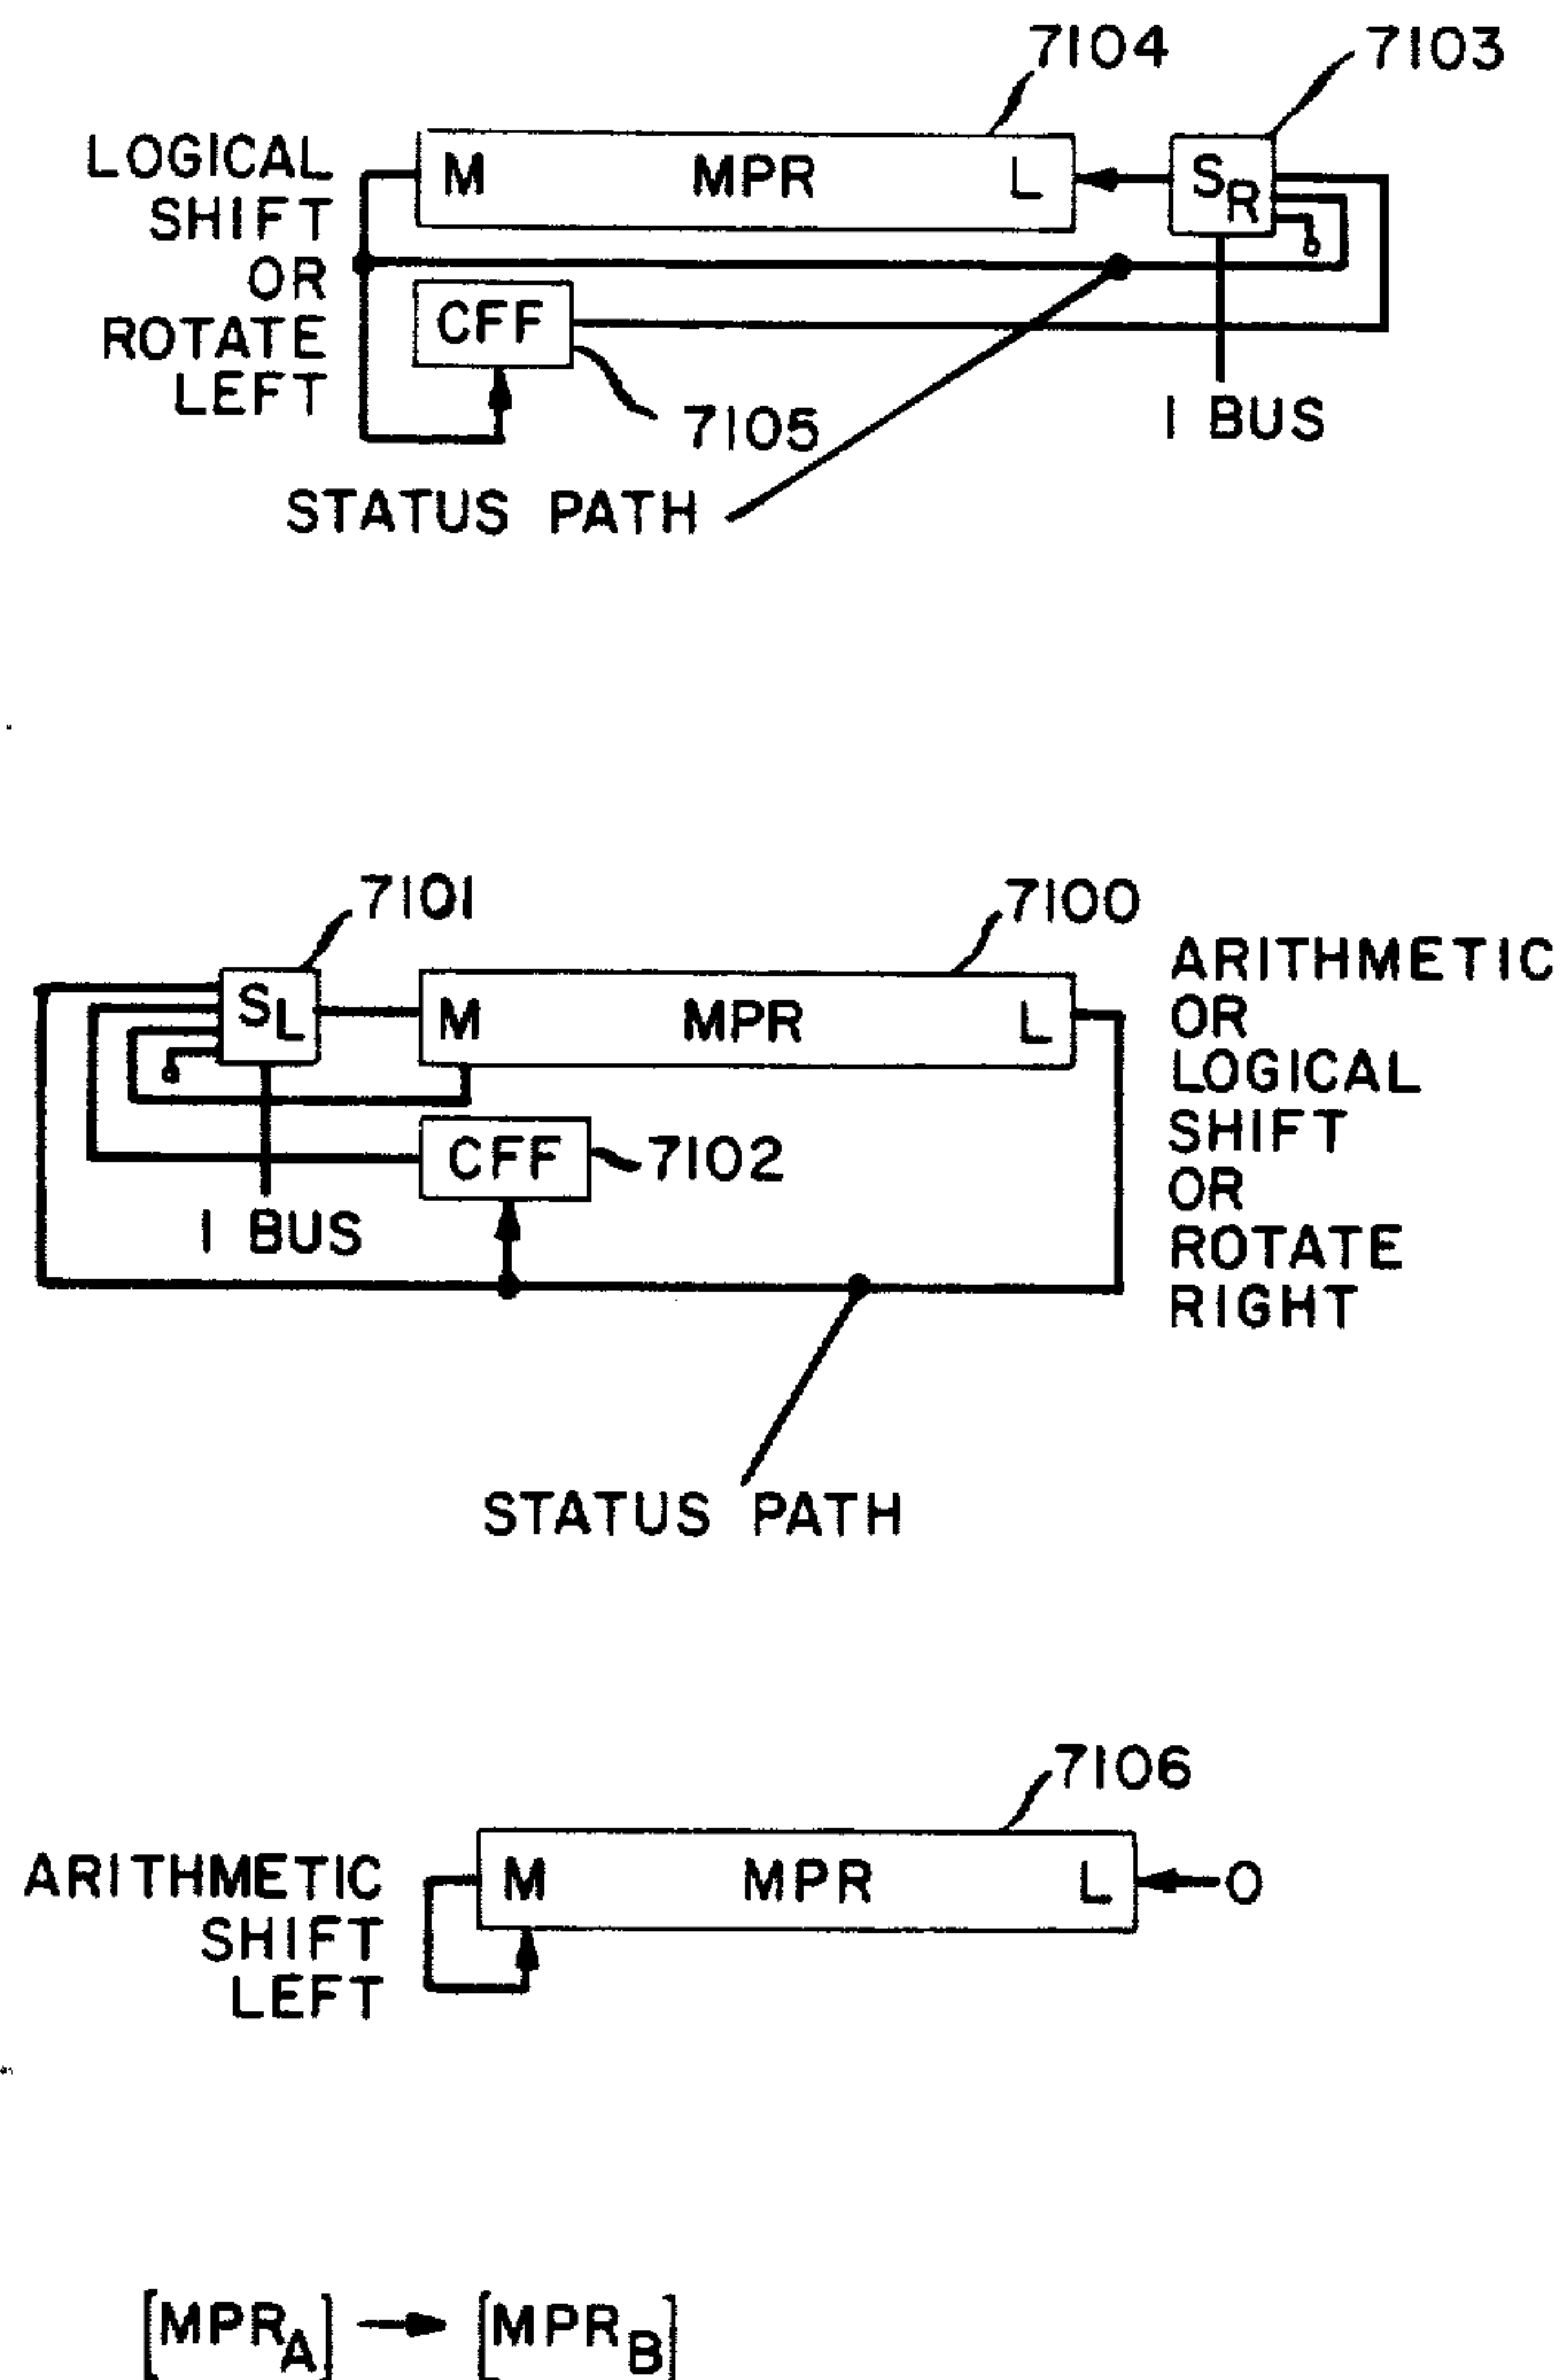 7104
7103
LOGICAL
SHIFT
OR
ROTATE
LEFT
M MPR L
SR
CFF
7105
I BUS
STATUS PATH
7101
7100
SL
M MPR L
CFF
7102
I BUS
ARITHMETIC
OR
LOGICAL
SHIFT
OR
ROTATE
RIGHT
STATUS PATH
7106
ARITHMETIC
SHIFT
LEFT
M MPR L
0
[MPRA] → [MPRB]